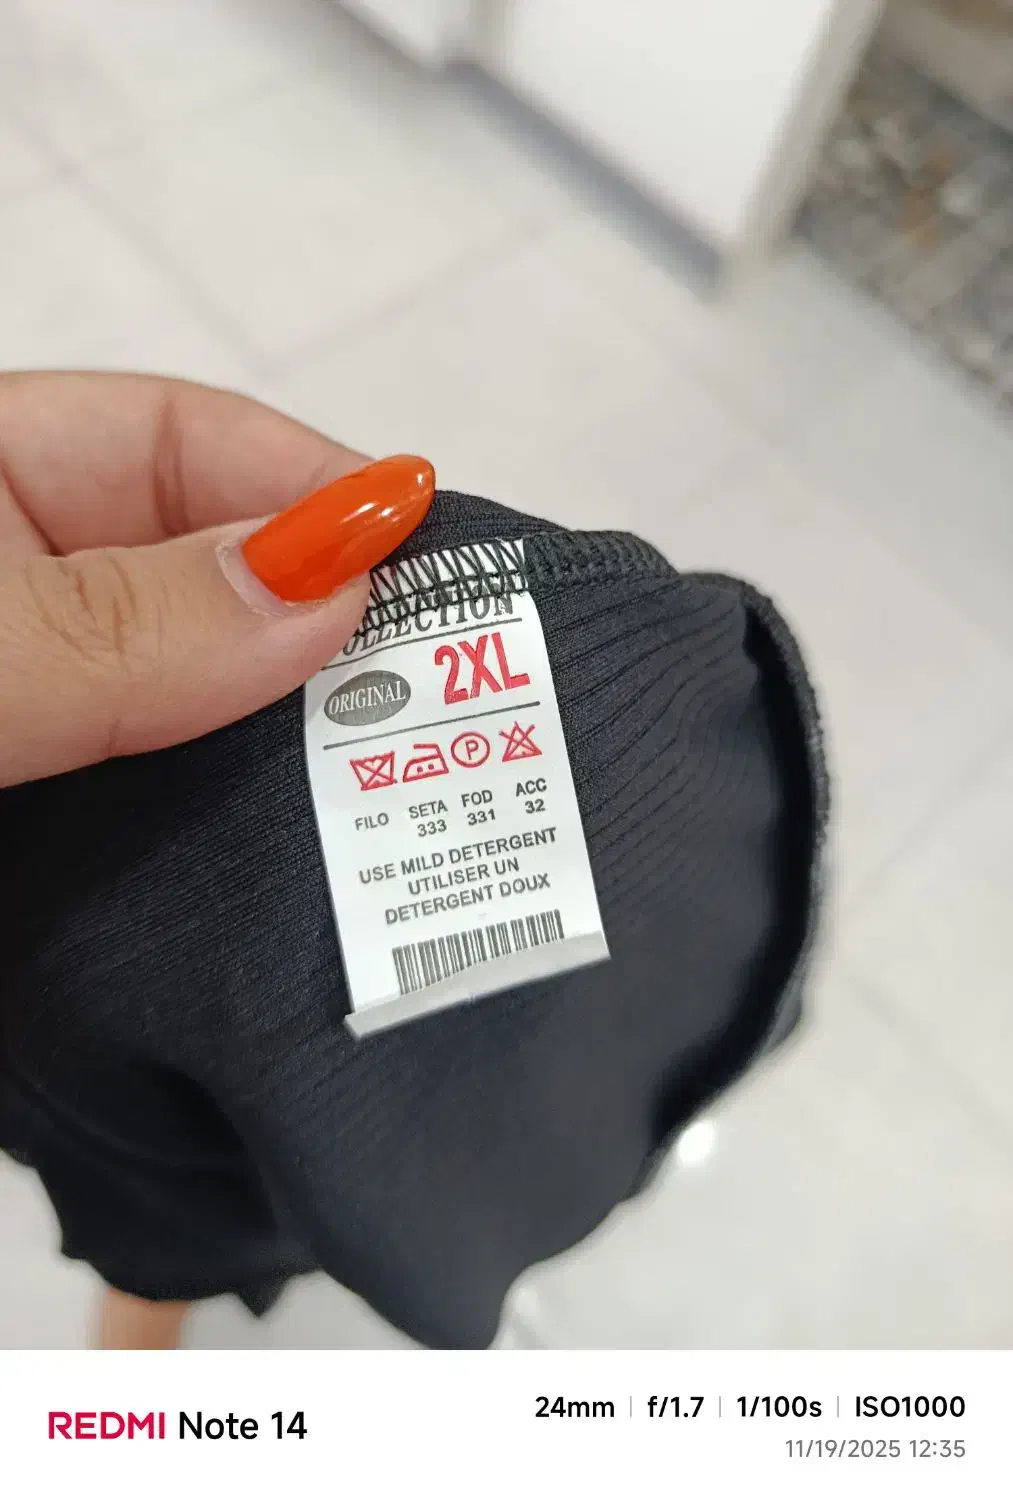 COLLECTION
ORIGINAL
2XL
P
FILO SETA FOD ACC
333 331 32
USE MILD DETERGENT
UTILISER UN
DETERGENT DOUX
REDMI Note 14
24mm | f/1.7 | 1/100s | ISO1000
11/19/2025 12:35